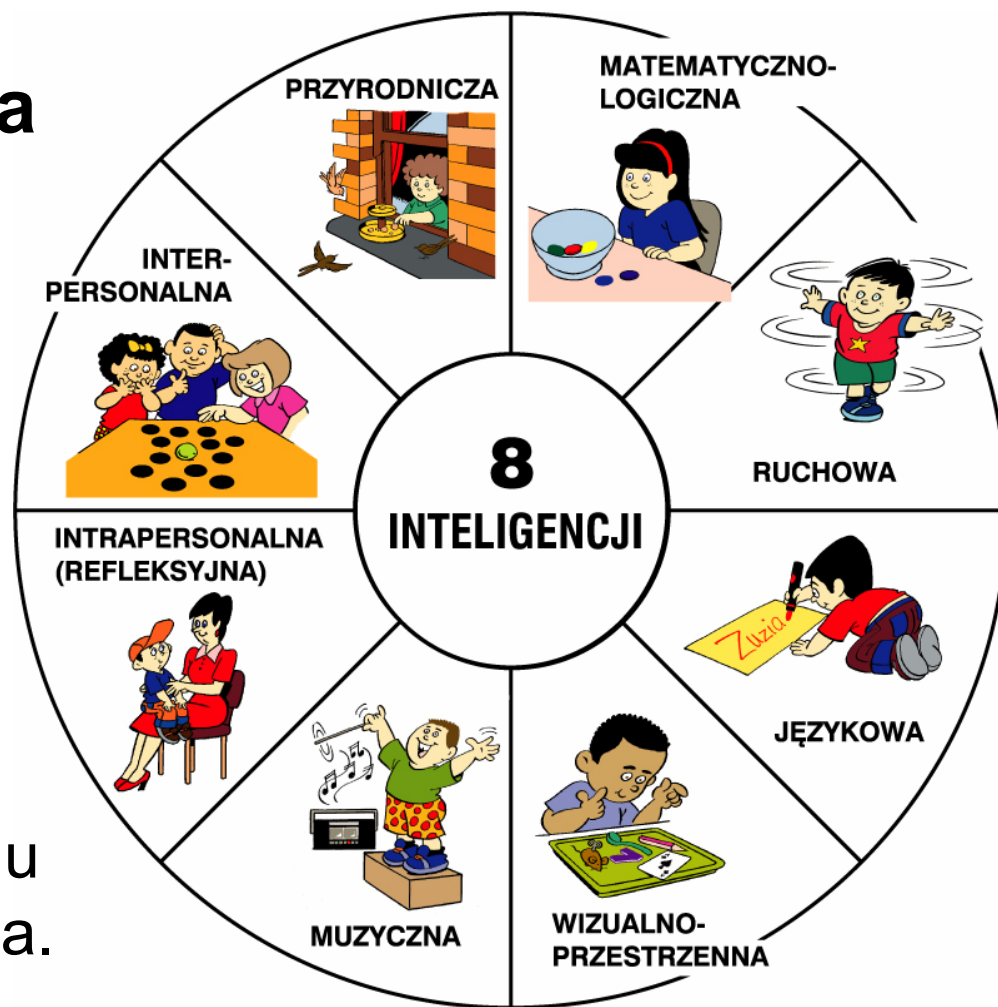 a
PRZYRODNICZA
MATEMATYCZNO-
LOGICZNA
INTER-
PERSONALNA
RUCHOWA
8
INTELIGENCJI
INTRAPERSONALNA
(REFLEKSYJNA)
Zuzia
JĘZYKOWA
MUZYCZNA
WIZUALNO-
PRZESTRZENNA
u
a.